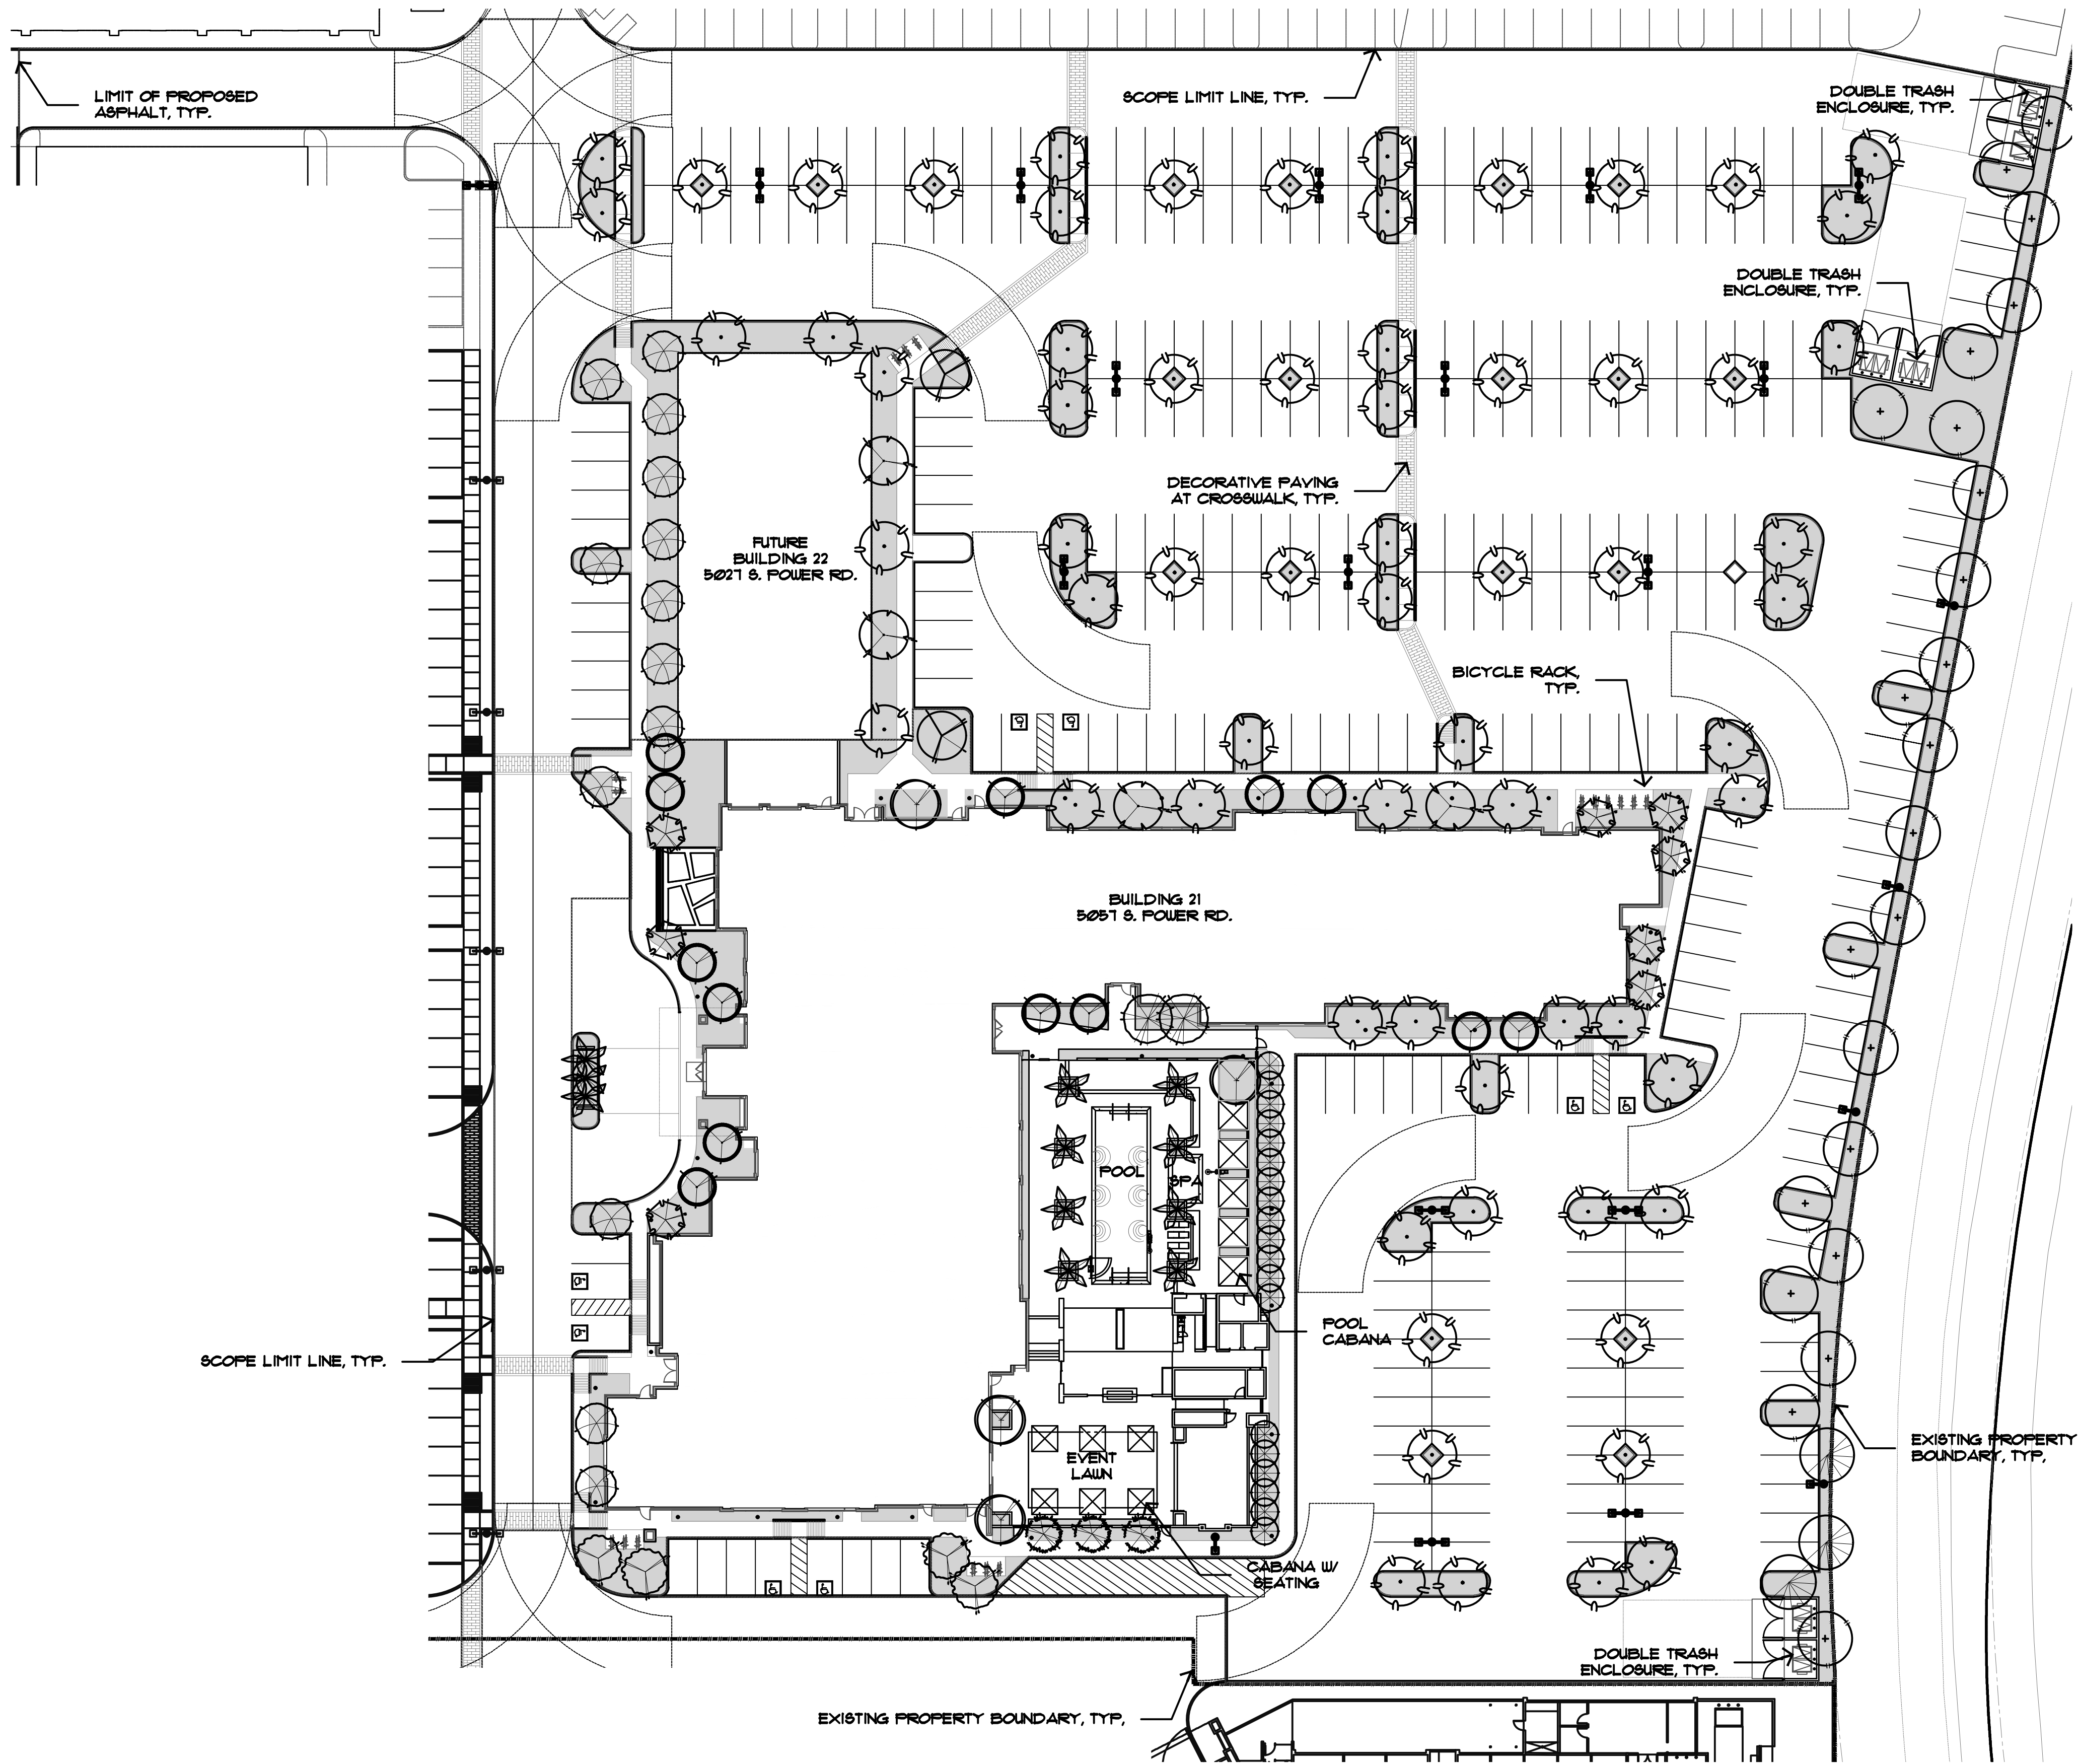 LIMIT OF PROPOSED
ASPHALT, TYP.
SCOPE LIMIT LINE, TYP.
DOUBLE TRASH
ENCLOSURE, TYP.
DOUBLE TRASH
ENCLOSURE, TYP.
DECORATIVE PAVING
AT CROSSWALK, TYP.
FUTURE
BUILDING 22
5027 S. POWER RD.
BICYCLE RACK,
TYP.
BUILDING 21
5057 S. POWER RD.
POOL
SPA
POOL
CABANA
SCOPE LIMIT LINE, TYP.
EXISTING PROPERTY
BOUNDARY, TYP,
EVENT
LAWN
CABANA W/
SEATING
DOUBLE TRASH
ENCLOSURE, TYP.
EXISTING PROPERTY BOUNDARY, TYP,